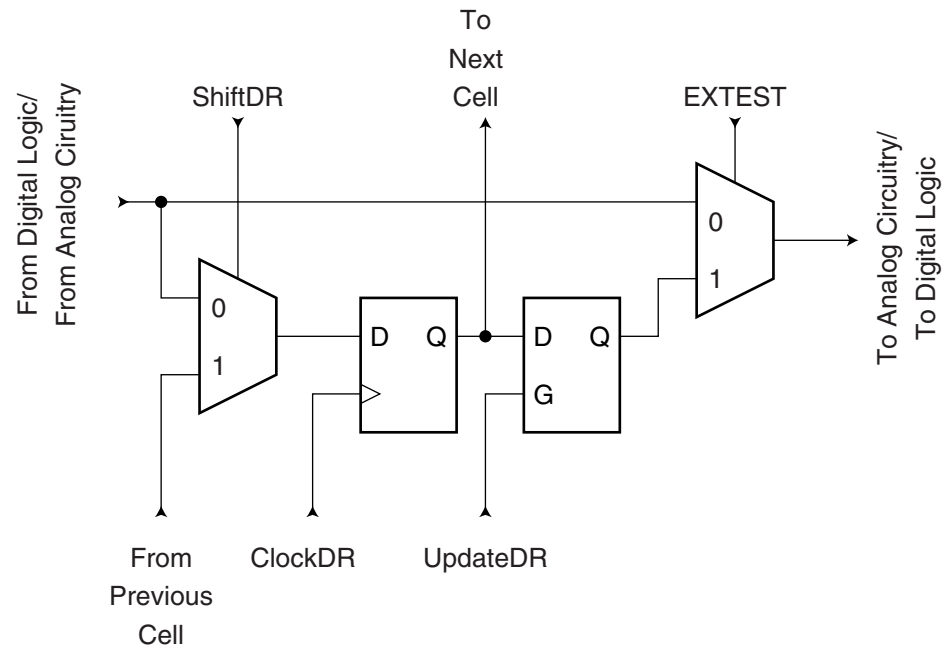 To
Next
Cell
ShiftDR
EXTEST
From Digital Logic/
From Analog Ciruitry
0
1
D Q
D Q
G
0
1
To Analog Circuitry/
To Digital Logic
From
Previous
Cell
ClockDR
UpdateDR